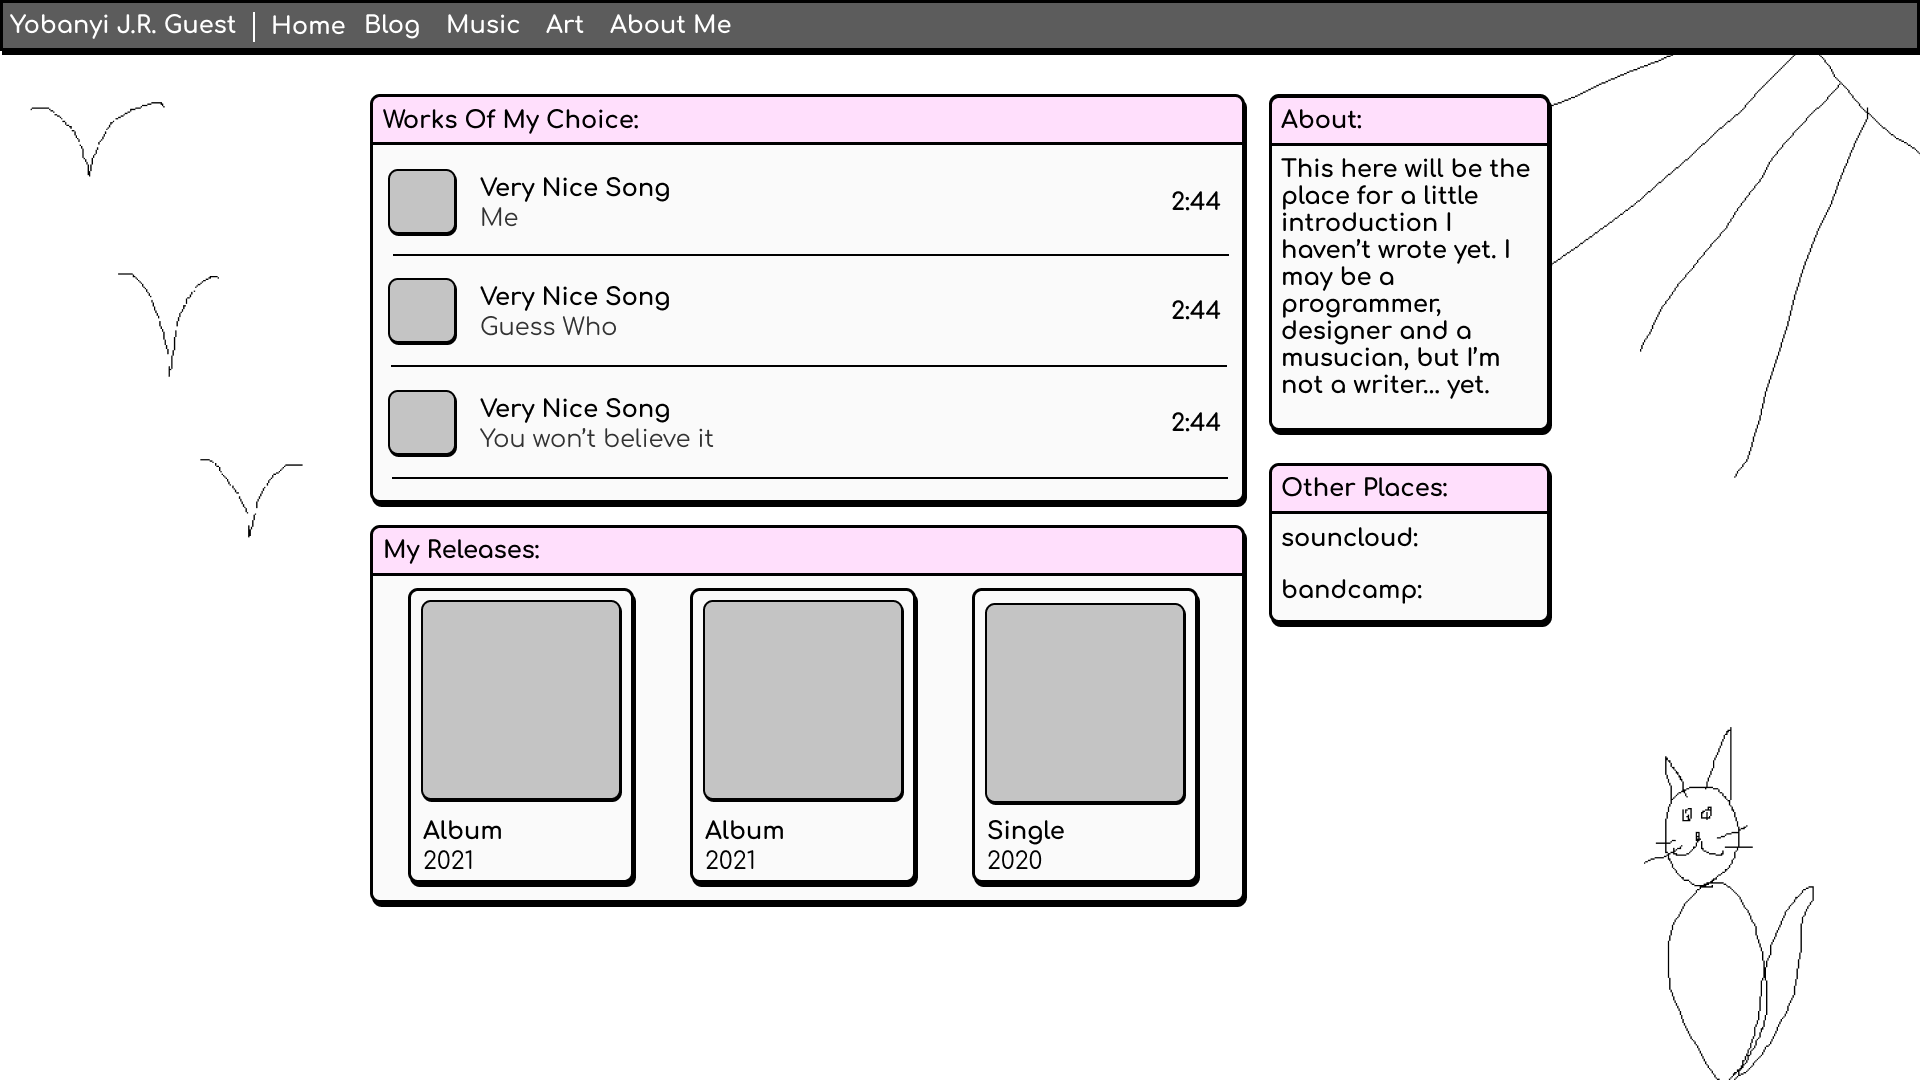 Yobanyi J.R. Guest | Home Blog Music Art About Me
Works Of My Choice:
Very Nice Song
Me
2:44
Very Nice Song
Guess Who
2:44
Very Nice Song
You won't believe it
2:44
My Releases:
Album
2021
Album
2021
Single
2020
About:
This here will be the
place for a little
introduction I
haven't wrote yet. I
may be a
programmer,
designer and a
musucian, but I'm
not a writer... yet.
Other Places:
souncloud:
bandcamp: